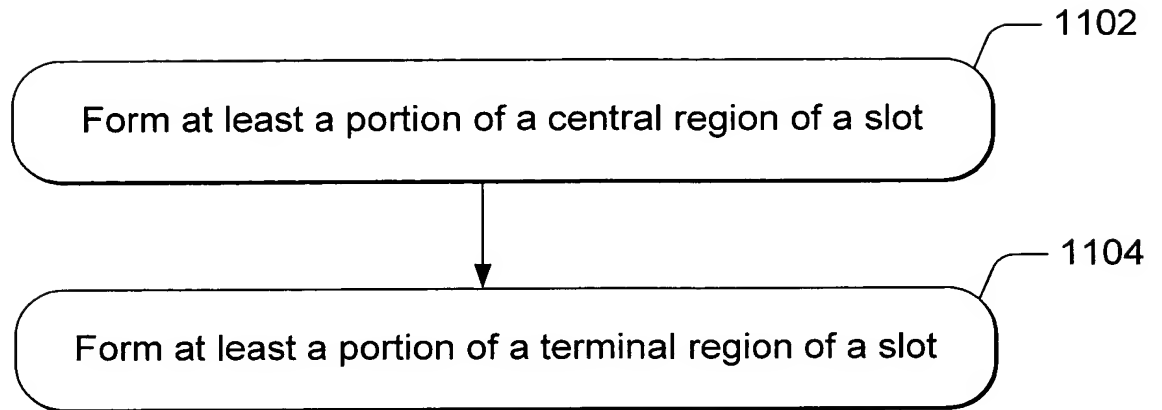 1102
Form at least a portion of a central region of a slot
1104
Form at least a portion of a terminal region of a slot